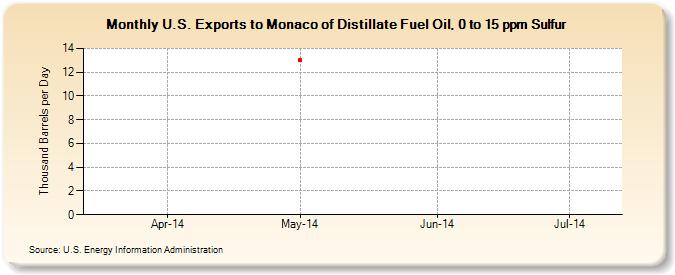 Monthly U.S. Exports to Monaco of Distillate Fuel Oil, 0 to 15 ppm Sulfur
Thousand Barrels per Day
14
12
10
8
6
4
2
0
Apr-14 May-14 Jun-14 Jul-14
Source: U.S. Energy Information Administration